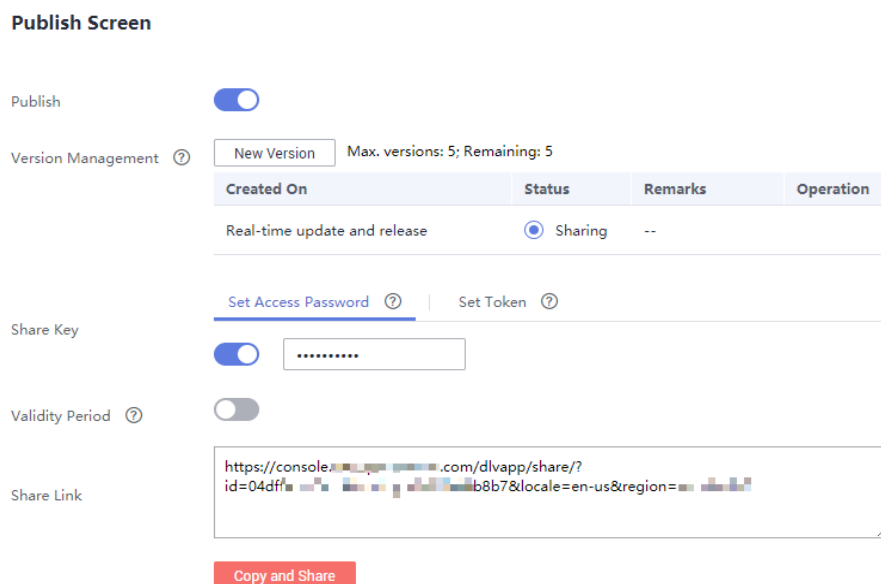 Publish Screen
Publish
Version Management ?
New Version Max. versions: 5; Remaining: 5
Created On Status Remarks Operation
Real-time update and release Sharing --
Set Access Password ? Set Token ?
Share Key
••••••••••
Validity Period ?
https://console. .com/dlvapp/share/?
id=04dff b8b7&locale=en-us&region=
Share Link
Copy and Share